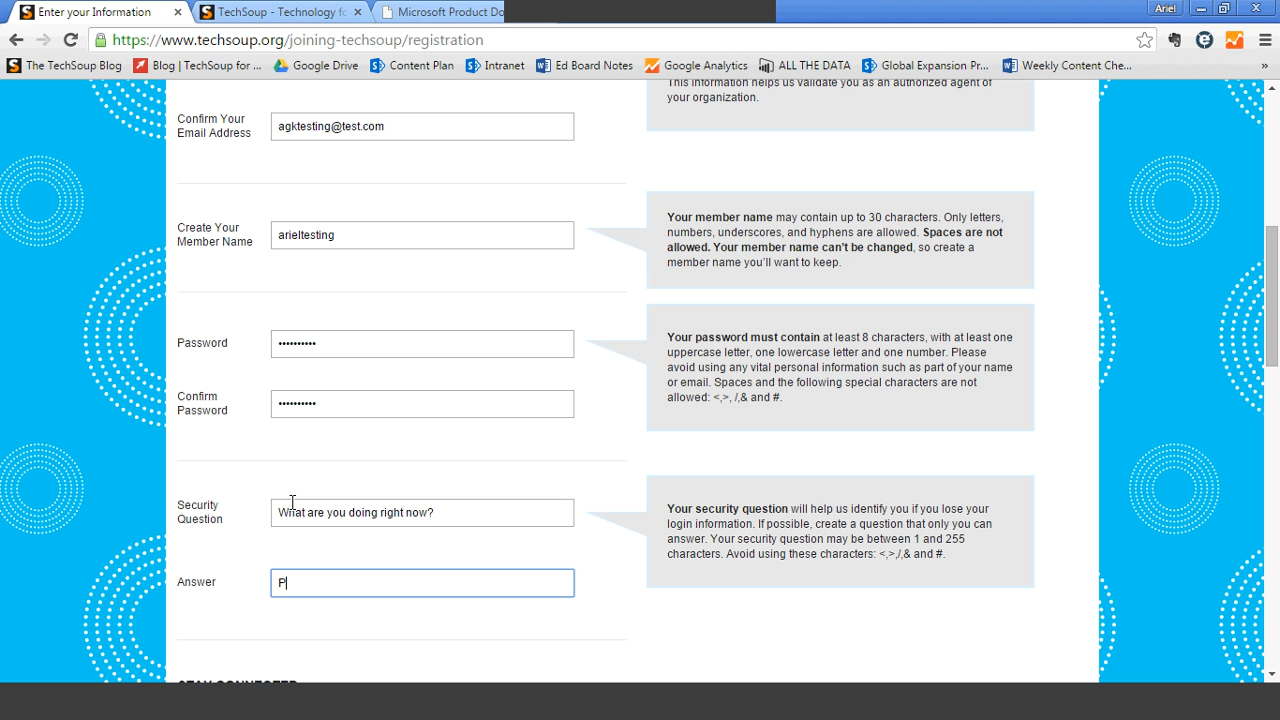 Enter your Information
TechSoup - Technology fo
Microsoft Product Do
Ariel
https://www.techsoup.org/joining-techsoup/registration
The TechSoup Blog
Blog | TechSoup for ...
Google Drive
Content Plan
Intranet
Ed Board Notes
Google Analytics
ALL THE DATA
Global Expansion Pr...
Weekly Content Che...
»
This information helps us validate you as an authorized agent of
your organization.
Confirm Your
Email Address
agktesting@test.com
Create Your
Member Name
arieltesting
Your member name may contain up to 30 characters. Only letters,
numbers, underscores, and hyphens are allowed. Spaces are not
allowed. Your member name can't be changed, so create a
member name you'll want to keep.
Password
••••••••••
Your password must contain at least 8 characters, with at least one
uppercase letter, one lowercase letter and one number. Please
avoid using any vital personal information such as part of your name
or email. Spaces and the following special characters are not
allowed: <,>, /,& and #.
Confirm
Password
••••••••••
Security
Question
What are you doing right now?
Your security question will help us identify you if you lose your
login information. If possible, create a question that only you can
answer. Your security question may be between 1 and 255
characters. Avoid using these characters: <,>,/,& and #.
Answer
P
STAY CONNECTED